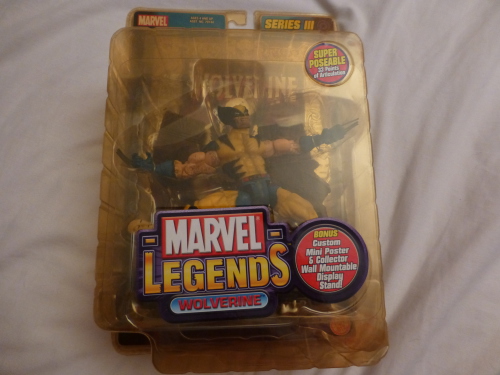 MARVEL
SERIES III
SUPER
POSEABLE
WOLVERINE
MARVEL
LEGENDS
WOLVERINE
BONUS
Custom
Mini Poster
& Collector
Wall Mountable
Display
Stand!